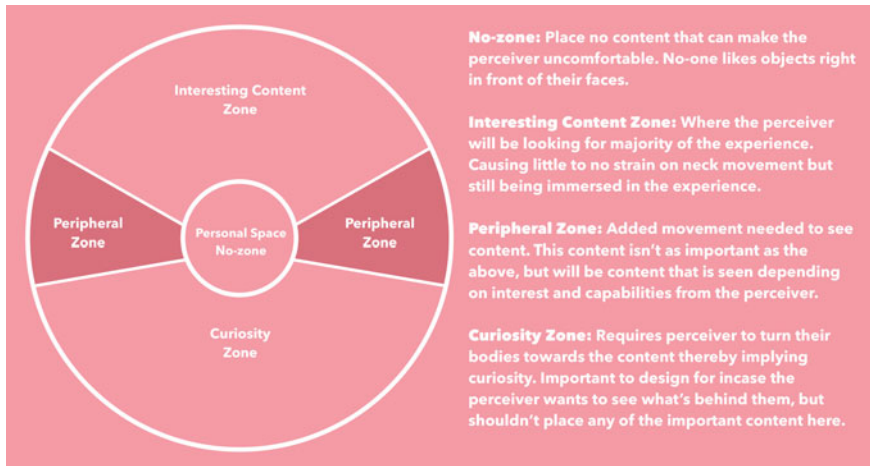 Interesting Content
Zone
Peripheral
Zone
Personal Space
No-zone
Peripheral
Zone
Curiosity
Zone
No-zone: Place no content that can make the
perceiver uncomfortable. No-one likes objects right
in front of their faces.
Interesting Content Zone: Where the perceiver
will be looking for majority of the experience.
Causing little to no strain on neck movement but
still being immersed in the experience.
Peripheral Zone: Added movement needed to see
content. This content isn’t as important as the
above, but will be content that is seen depending
on interest and capabilities from the perceiver.
Curiosity Zone: Requires perceiver to turn their
bodies towards the content thereby implying
curiosity. Important to design for incase the
perceiver wants to see what’s behind them, but
shouldn’t place any of the important content here.